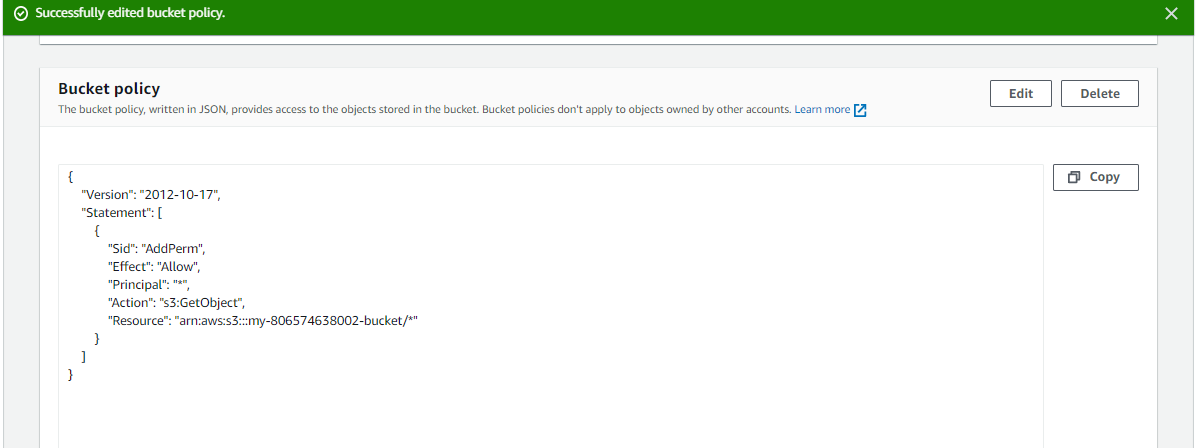 Successfully edited bucket policy.
Bucket policy
Edit
Delete
The bucket policy, written in JSON, provides access to the objects stored in the bucket. Bucket policies don't apply to objects owned by other accounts. Learn more
Copy
{
"Version": "2012-10-17",
"Statement": [
{
"Sid": "AddPerm",
"Effect": "Allow",
"Principal": "*",
"Action": "s3:GetObject",
"Resource": "arn:aws:s3:::my-806574638002-bucket/*"
}
]
}